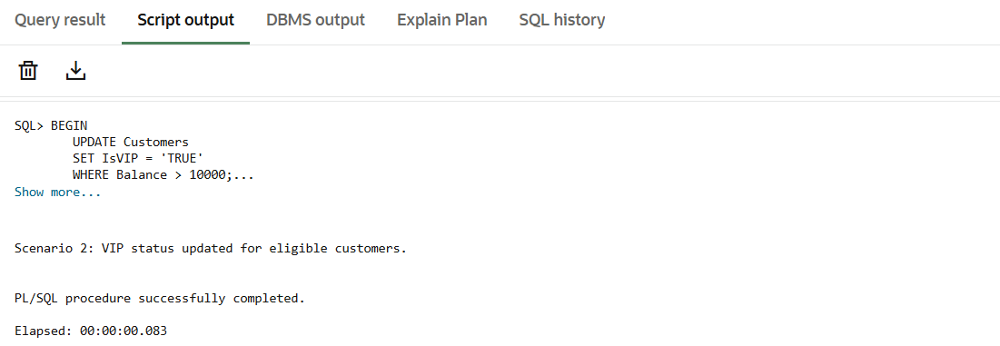 Query result Script output DBMS output Explain Plan SQL history
SQL> BEGIN
        UPDATE Customers
        SET IsVIP = 'TRUE'
        WHERE Balance > 10000;...
Show more...
Scenario 2: VIP status updated for eligible customers.
PL/SQL procedure successfully completed.
Elapsed: 00:00:00.083